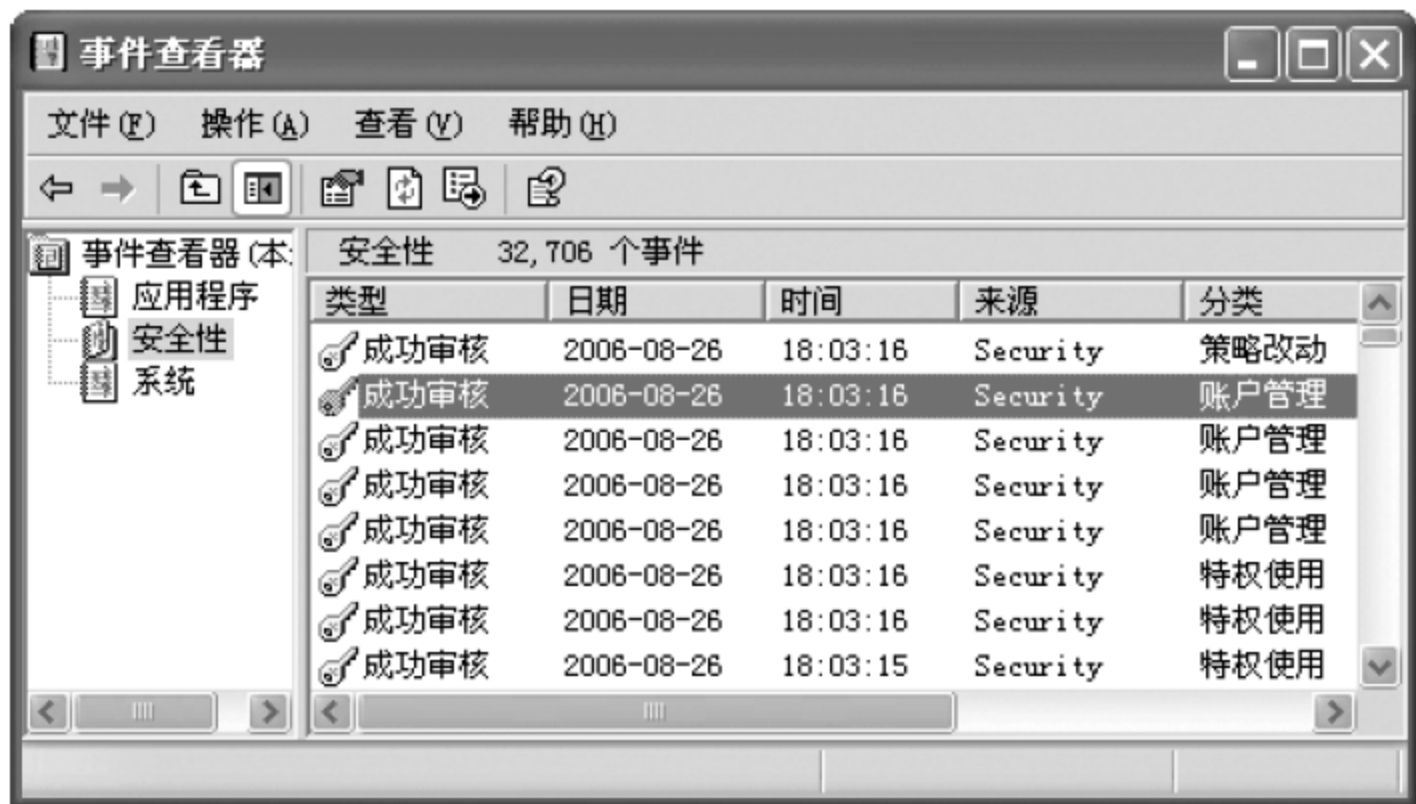 事件查看器
文件(F) 操作(A) 查看(V) 帮助(H)
事件查看器(本
应用程序
安全性
系统
安全性 32,706 个事件
类型 日期 时间 来源 分类
成功审核 2006-08-26 18:03:16 Security 策略改动
成功审核 2006-08-26 18:03:16 Security 账户管理
成功审核 2006-08-26 18:03:16 Security 账户管理
成功审核 2006-08-26 18:03:16 Security 账户管理
成功审核 2006-08-26 18:03:16 Security 账户管理
成功审核 2006-08-26 18:03:16 Security 特权使用
成功审核 2006-08-26 18:03:16 Security 特权使用
成功审核 2006-08-26 18:03:15 Security 特权使用